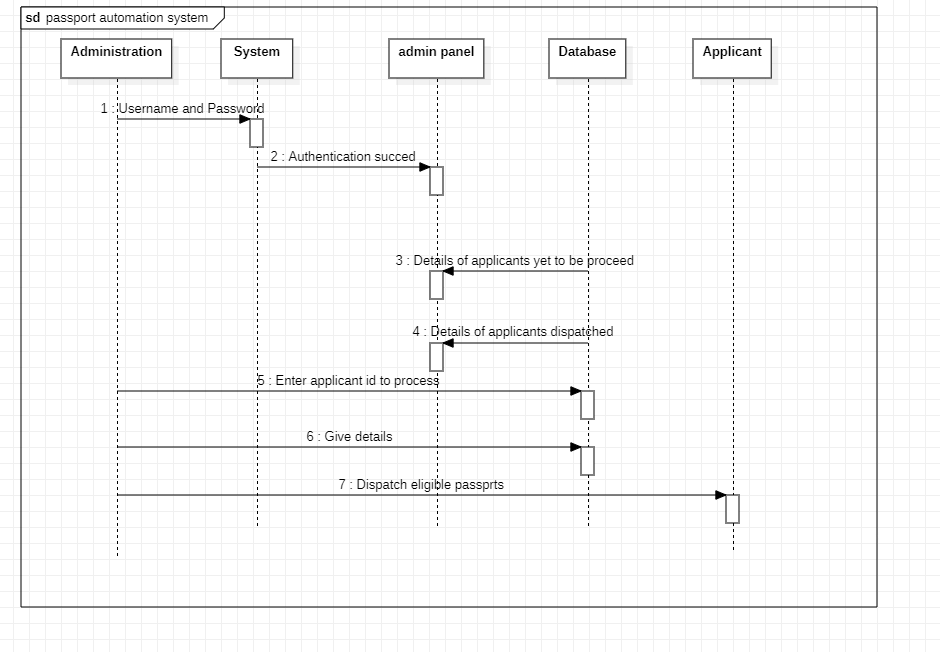 sd passport automation system
Administration
System
admin panel
Database
Applicant
1 : Username and Password
2 : Authentication succed
3 : Details of applicants yet to be proceed
4 : Details of applicants dispatched
5 : Enter applicant id to process
6 : Give details
7 : Dispatch eligible passprts